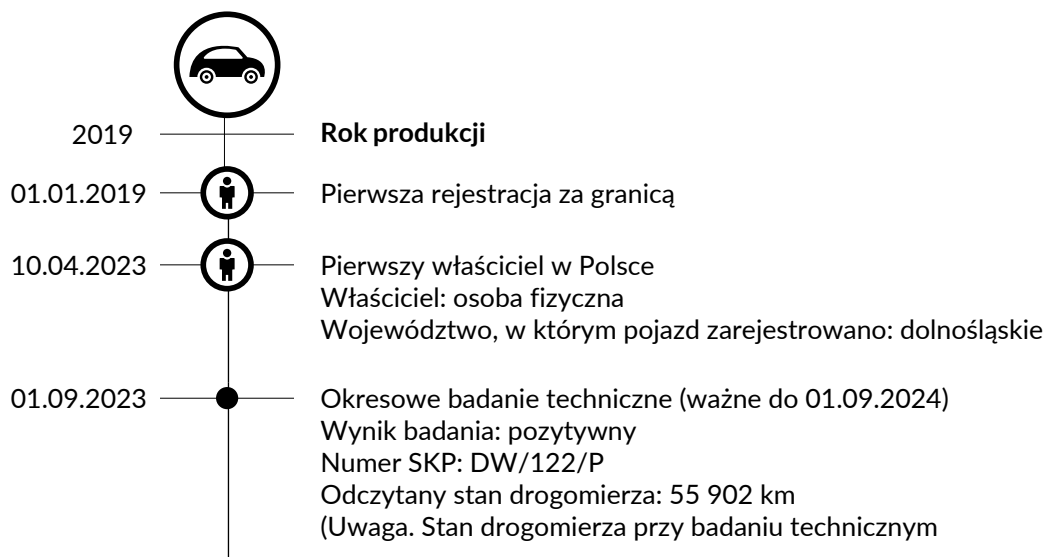 2019 Rok produkcji
01.01.2019 Pierwsza rejestracja za granicą
10.04.2023 Pierwszy właściciel w Polsce
Właściciel: osoba fizyczna
Województwo, w którym pojazd zarejestrowano: dolnośląskie
01.09.2023 Okresowe badanie techniczne (ważne do 01.09.2024)
Wynik badania: pozytywny
Numer SKP: DW/122/P
Odczytany stan drogomierza: 55 902 km
(Uwaga. Stan drogomierza przy badaniu technicznym